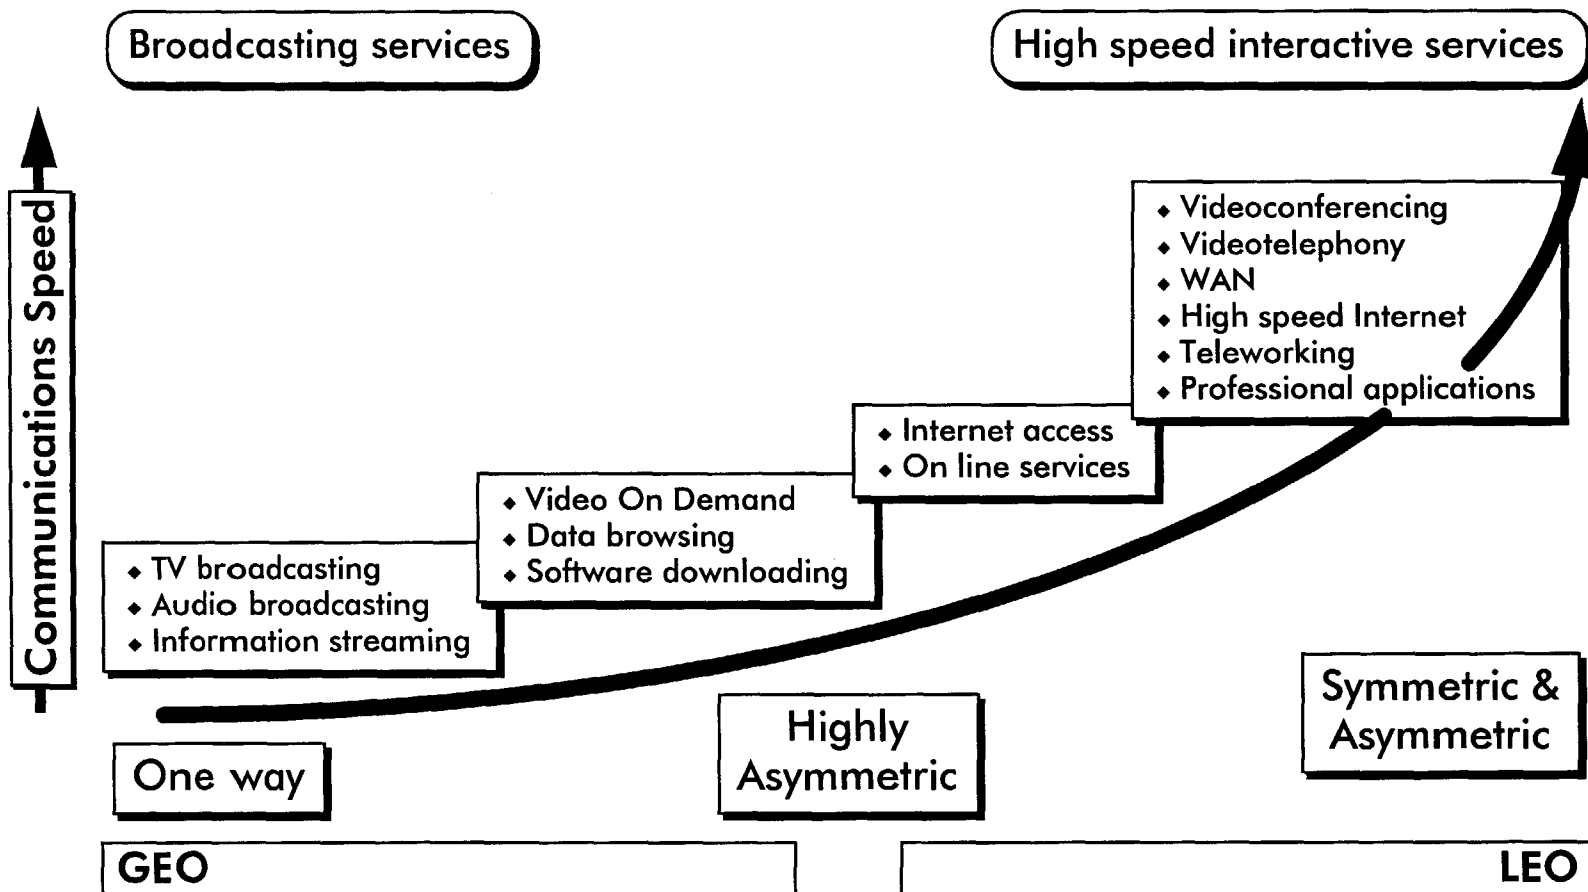 Broadcasting services
High speed interactive services
Communications Speed
◆ Videoconferencing
◆ Videotelephony
◆ WAN
◆ High speed Internet
◆ Teleworking
◆ Professional applications
◆ Internet access
◆ On line services
◆ Video On Demand
◆ Data browsing
◆ Software downloading
◆ TV broadcasting
◆ Audio broadcasting
◆ Information streaming
One way
Highly
Asymmetric
Symmetric &
Asymmetric
GEO
LEO